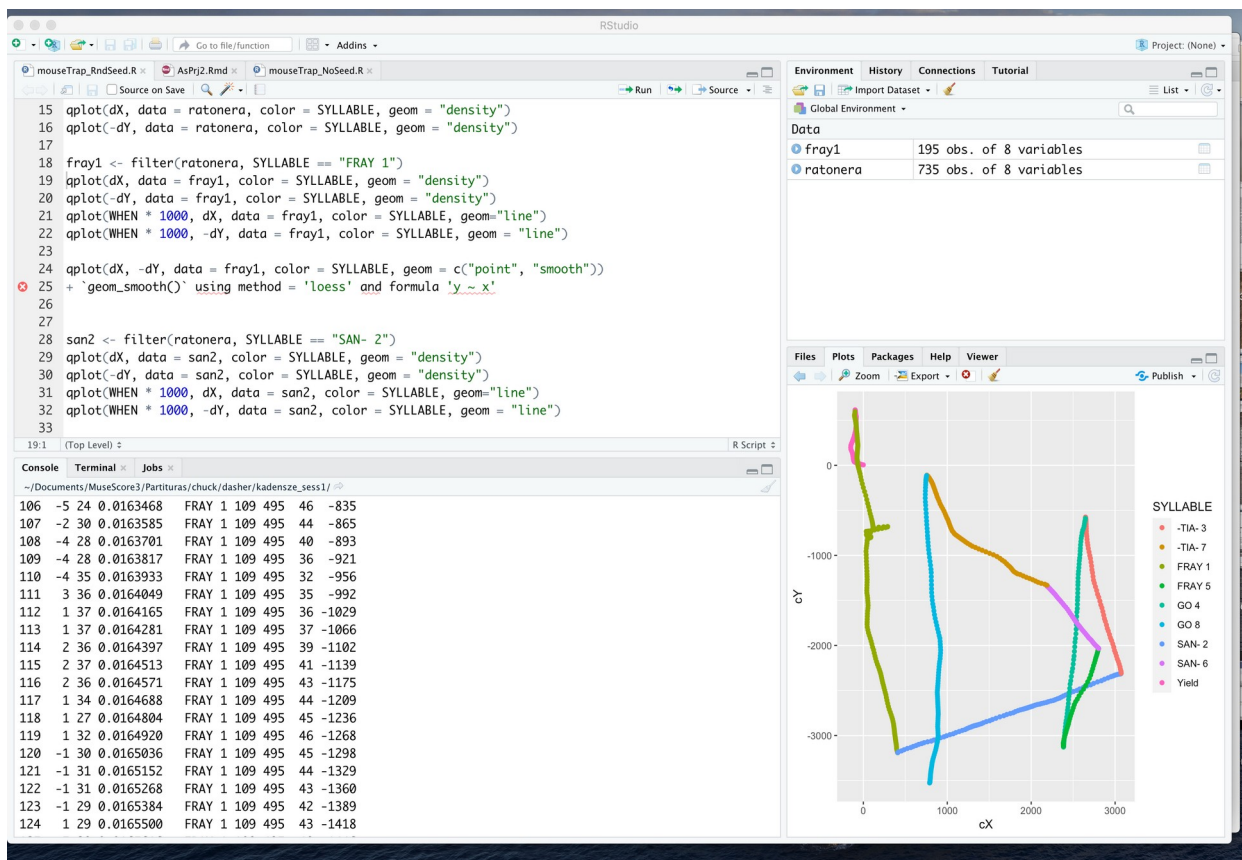 RStudio
Go to file/function Addins
Project: (None)
mouseTrap_RndSeed.R AsPrj2.Rmd mouseTrap_NoSeed.R
Source on Save Run Source
15 qplot(dX, data = ratonera, color = SYLLABLE, geom = "density")
16 qplot(-dY, data = ratonera, color = SYLLABLE, geom = "density")
17
18 fray1 <- filter(ratonera, SYLLABLE == "FRAY 1")
19 qplot(dX, data = fray1, color = SYLLABLE, geom = "density")
20 qplot(-dY, data = fray1, color = SYLLABLE, geom = "density")
21 qplot(WHEN * 1000, dX, data = fray1, color = SYLLABLE, geom="line")
22 qplot(WHEN * 1000, -dY, data = fray1, color = SYLLABLE, geom = "line")
23
24 qplot(dX, -dY, data = fray1, color = SYLLABLE, geom = c("point", "smooth"))
25 + `geom_smooth()` using method = 'loess' and formula 'y ~ x'
26
27
28 san2 <- filter(ratonera, SYLLABLE == "SAN- 2")
29 qplot(dX, data = san2, color = SYLLABLE, geom = "density")
30 qplot(-dY, data = san2, color = SYLLABLE, geom = "density")
31 qplot(WHEN * 1000, dX, data = san2, color = SYLLABLE, geom="line")
32 qplot(WHEN * 1000, -dY, data = san2, color = SYLLABLE, geom = "line")
33
19:1 (Top Level) R Script
Console Terminal Jobs
~/Documents/MuseScore3/Partituras/chuck/dasher/kadensze_sess1/
106 -5 24 0.0163468 FRAY 1 109 495 46 -835
107 -2 30 0.0163585 FRAY 1 109 495 44 -865
108 -4 28 0.0163701 FRAY 1 109 495 40 -893
109 -4 28 0.0163817 FRAY 1 109 495 36 -921
110 -4 35 0.0163933 FRAY 1 109 495 32 -956
111 3 36 0.0164049 FRAY 1 109 495 35 -992
112 1 37 0.0164165 FRAY 1 109 495 36 -1029
113 1 37 0.0164281 FRAY 1 109 495 37 -1066
114 2 36 0.0164397 FRAY 1 109 495 39 -1102
115 2 37 0.0164513 FRAY 1 109 495 41 -1139
116 2 36 0.0164571 FRAY 1 109 495 43 -1175
117 1 34 0.0164688 FRAY 1 109 495 44 -1209
118 1 27 0.0164804 FRAY 1 109 495 45 -1236
119 1 32 0.0164920 FRAY 1 109 495 46 -1268
120 -1 30 0.0165036 FRAY 1 109 495 45 -1298
121 -1 31 0.0165152 FRAY 1 109 495 44 -1329
122 -1 31 0.0165268 FRAY 1 109 495 43 -1360
123 -1 29 0.0165384 FRAY 1 109 495 42 -1389
124 1 29 0.0165500 FRAY 1 109 495 43 -1418
Environment History Connections Tutorial
Import Dataset List
Global Environment
Data
fray1 195 obs. of 8 variables
ratonera 735 obs. of 8 variables
Files Plots Packages Help Viewer
Zoom Export Publish
0
-1000
-2000
-3000
cY
0 1000 2000 3000
cX
SYLLABLE
-TIA- 3
-TIA- 7
FRAY 1
FRAY 5
GO 4
GO 8
SAN- 2
SAN- 6
Yield